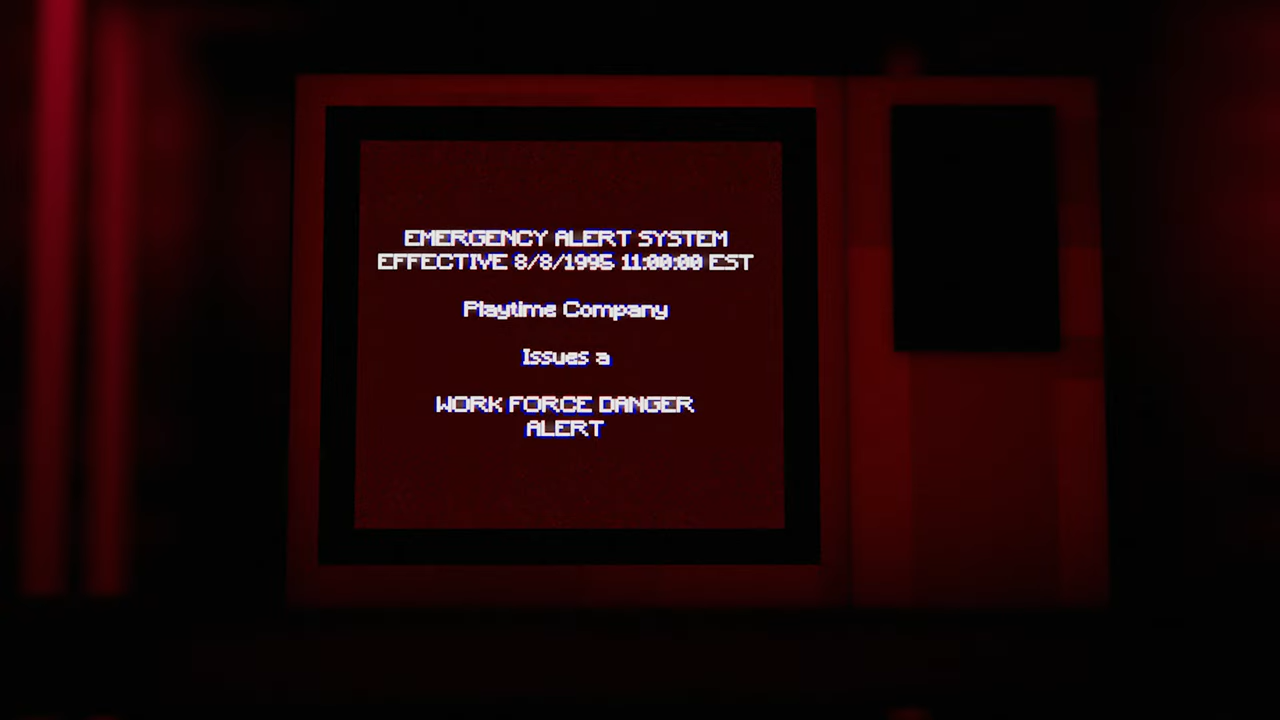 EMERGENCY ALERT SYSTEM
EFFECTIVE 8/8/1995 11:00:00 EST
Playtime Company
Issues a
WORK FORCE DANGER
ALERT